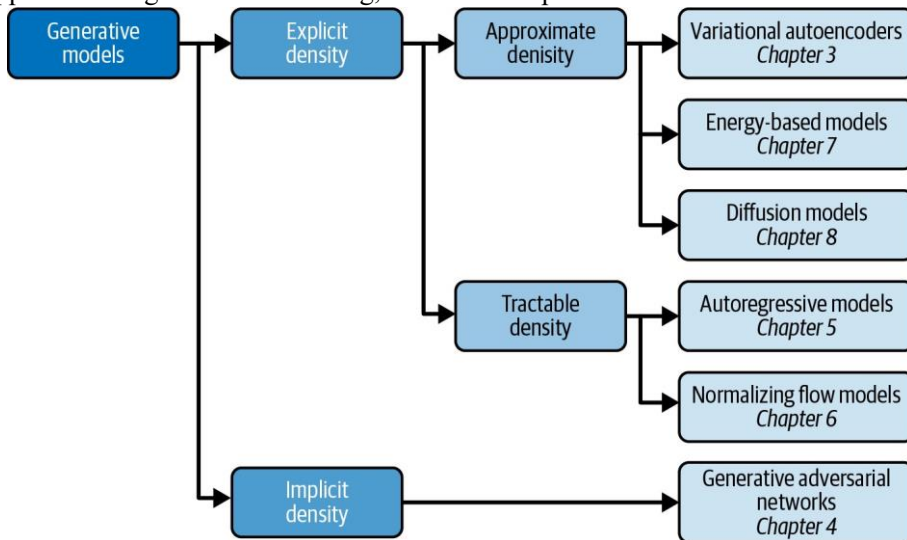 Generative
models
Explicit
density
Approximate
denisity
Variational autoencoders
Chapter 3
Energy-based models
Chapter 7
Diffusion models
Chapter 8
Tractable
density
Autoregressive models
Chapter 5
Normalizing flow models
Chapter 6
Implicit
density
Generative adversarial
networks
Chapter 4